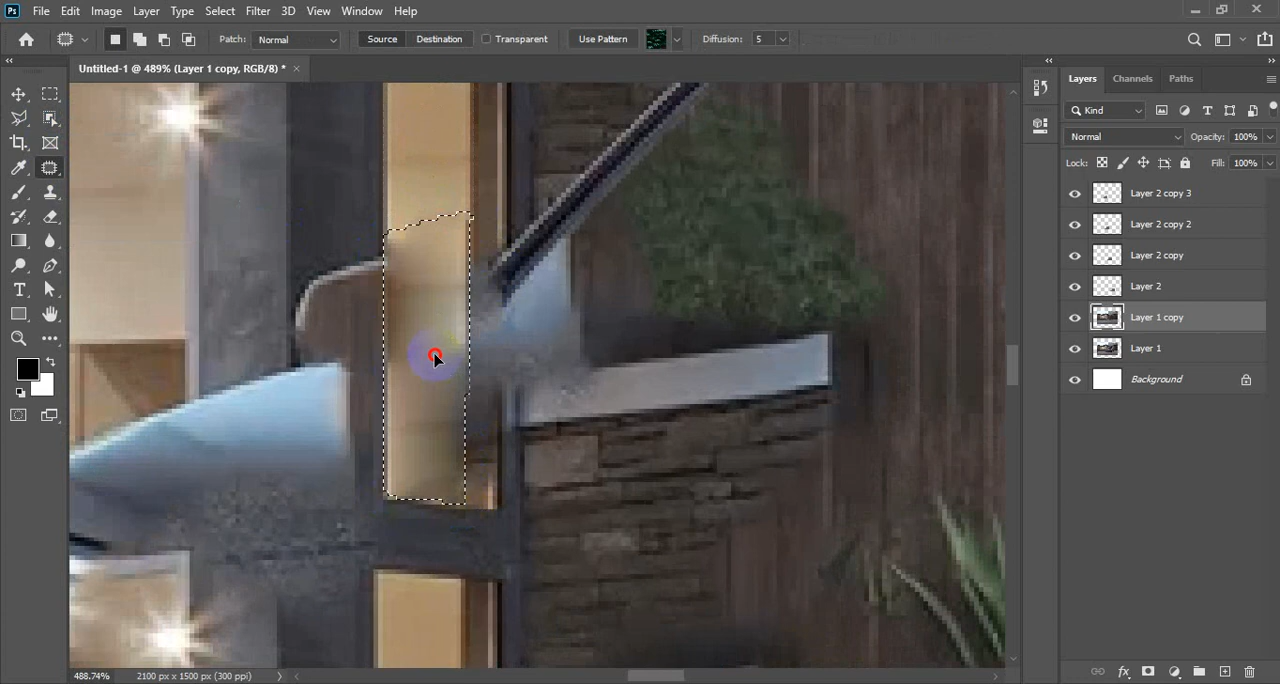 Ps File Edit Image Layer Type Select Filter 3D View Window Help
Patch: Normal Source Destination Transparent Use Pattern Diffusion: 5
Untitled-1 @ 489% (Layer 1 copy, RGB/8) * ×
Layers Channels Paths
Kind
Normal Opacity: 100%
Lock: Fill: 100%
Layer 2 copy 3
Layer 2 copy 2
Layer 2 copy
Layer 2
Layer 1 copy
Layer 1
Background
488.74% 2100 px x 1500 px (300 ppi)